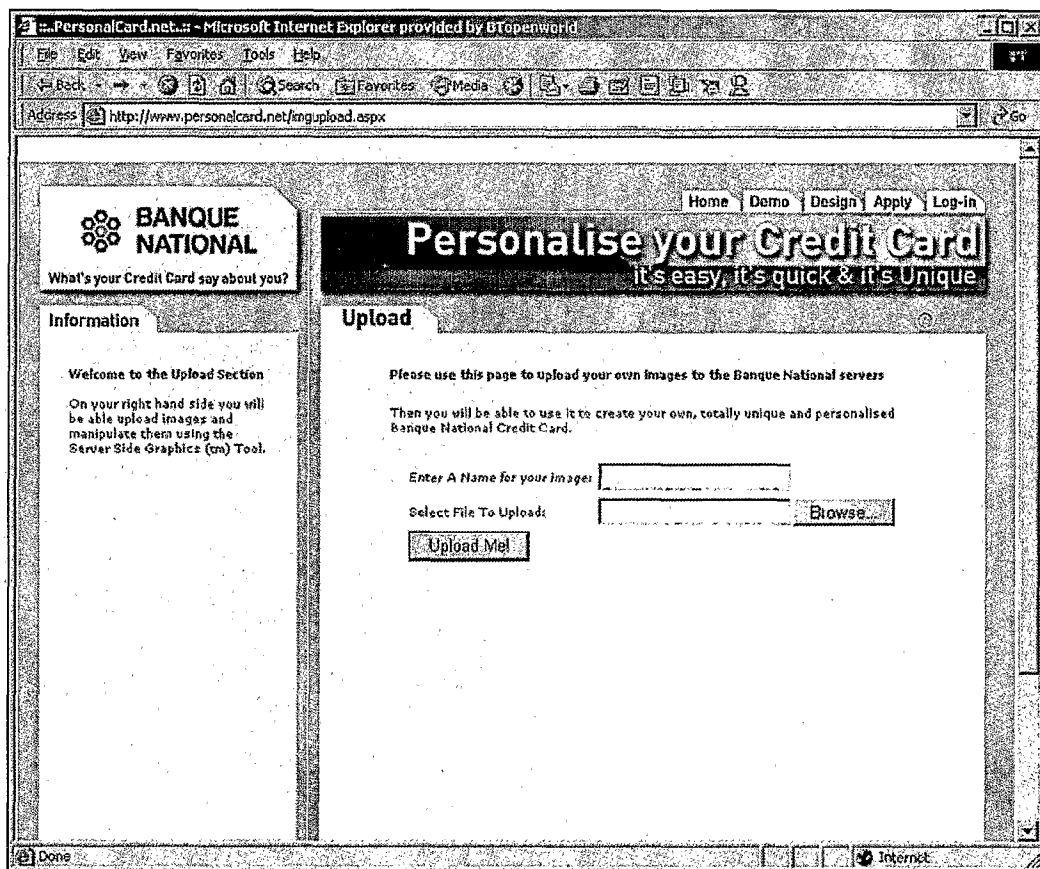 ::..PersonalCard.net..:: - Microsoft Internet Explorer provided by BTopenworld
File Edit View Favorites Tools Help
Back Search Favorites Media
Address http://www.personalcard.net/imgupload.aspx Go
BANQUE
NATIONAL
What's your Credit Card say about you?
Home Demo Design Apply Log-in
Personalise your Credit Card
it's easy, it's quick & it's Unique
Information
Welcome to the Upload Section
On your right hand side you will
be able upload images and
manipulate them using the
Server Side Graphics (tm) Tool.
Upload
Please use this page to upload your own images to the Banque National servers
Then you will be able to use it to create your own, totally unique and personalised
Banque National Credit Card.
Enter A Name for your image:
Select File To Upload: Browse...
Upload Me!
Done Internet